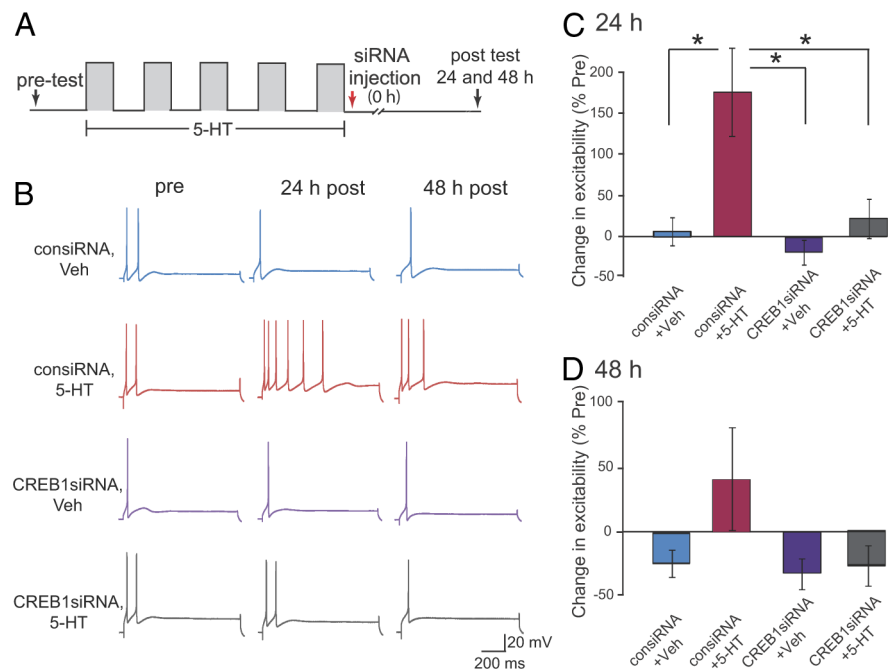 A
pre-test
5-HT
siRNA
injection
(0 h)
post test
24 and 48 h
B
pre
24 h post
48 h post
consiRNA,
Veh
consiRNA,
5-HT
CREB1siRNA,
Veh
CREB1siRNA,
5-HT
20 mV
200 ms
C 24 h
Change in excitability (% Pre)
200
150
100
50
0
-50
* * *
consiRNA
+Veh
consiRNA
+5-HT
CREB1siRNA
+Veh
CREB1siRNA
+5-HT
D 48 h
Change in excitability (% Pre)
100
50
0
-50
consiRNA
+Veh
consiRNA
+5-HT
CREB1siRNA
+Veh
CREB1siRNA
+5-HT